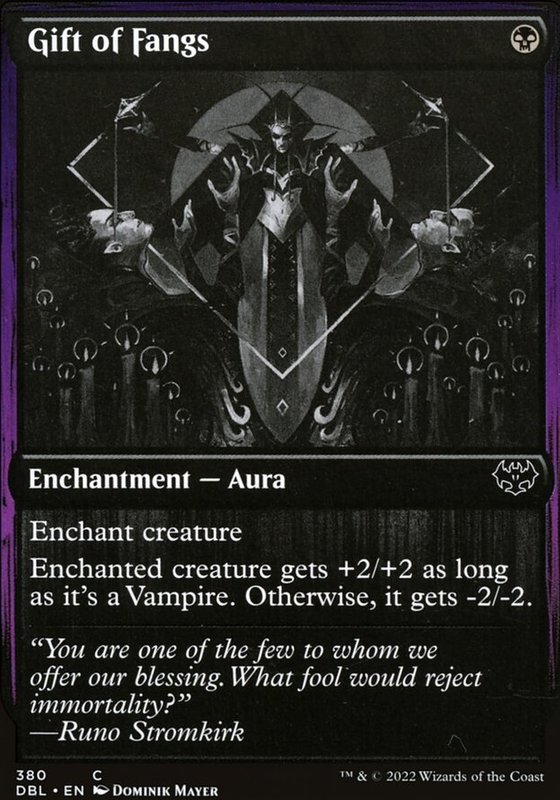 Gift of Fangs
Enchantment — Aura
Enchant creature
Enchanted creature gets +2/+2 as long
as it's a Vampire. Otherwise, it gets -2/-2.
“You are one of the few to whom we
offer our blessing. What fool would reject
immortality?”
—Runo Stromkirk
380 C
DBL • EN Dominik Mayer
™ & © 2022 Wizards of the Coast